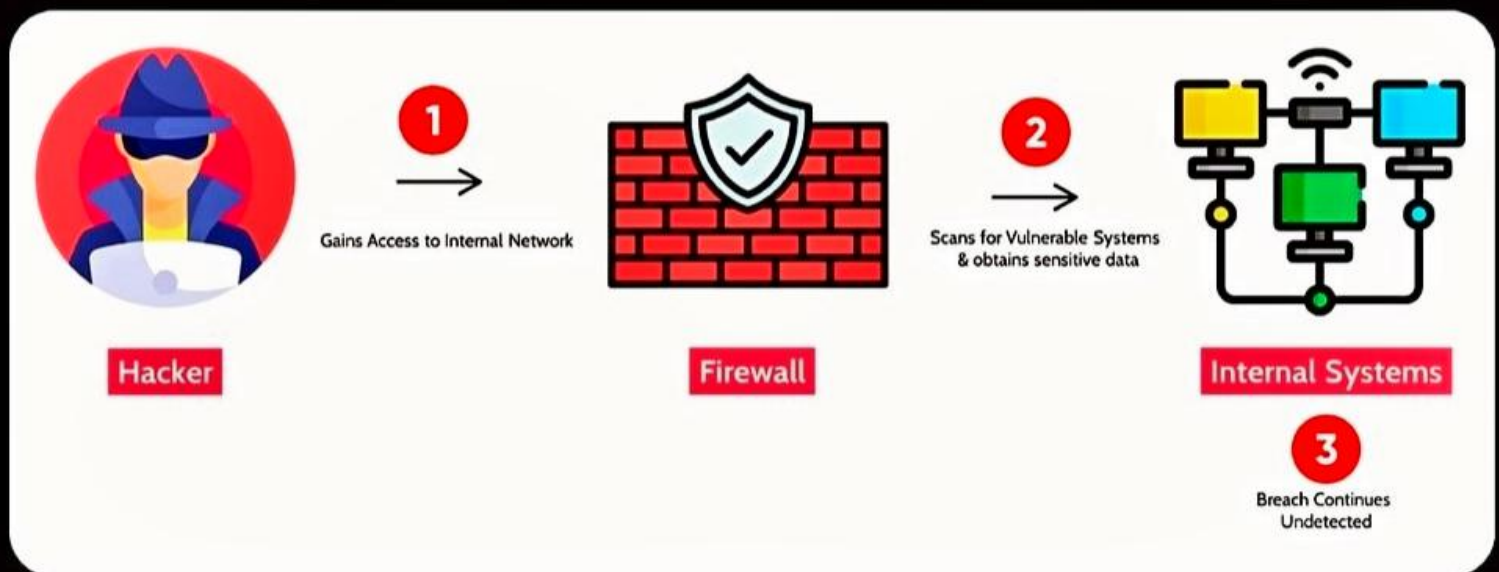 1
Gains Access to Internal Network
2
Scans for Vulnerable Systems
& obtains sensitive data
Hacker
Firewall
Internal Systems
3
Breach Continues
Undetected